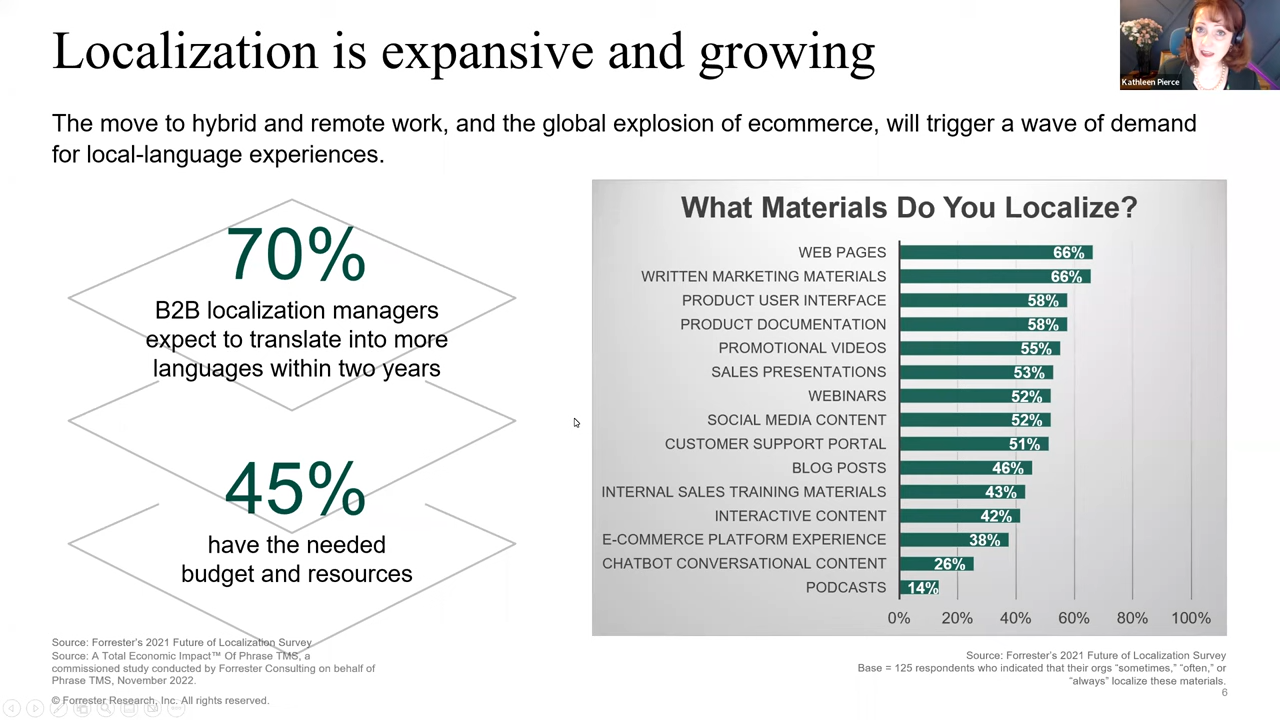 Localization is expansive and growing
Kathleen Pierce
The move to hybrid and remote work, and the global explosion of ecommerce, will trigger a wave of demand
for local-language experiences.
70%
B2B localization managers
expect to translate into more
languages within two years
45%
have the needed
budget and resources
Source: Forrester's 2021 Future of Localization Survey
Source: A Total Economic Impact™ Of Phrase TMS, a
commissioned study conducted by Forrester Consulting on behalf of
Phrase TMS, November 2022.
© Forrester Research, Inc. All rights reserved.
What Materials Do You Localize?
WEB PAGES 66%
WRITTEN MARKETING MATERIALS 66%
PRODUCT USER INTERFACE 58%
PRODUCT DOCUMENTATION 58%
PROMOTIONAL VIDEOS 55%
SALES PRESENTATIONS 53%
WEBINARS 52%
SOCIAL MEDIA CONTENT 52%
CUSTOMER SUPPORT PORTAL 51%
BLOG POSTS 46%
INTERNAL SALES TRAINING MATERIALS 43%
INTERACTIVE CONTENT 42%
E-COMMERCE PLATFORM EXPERIENCE 38%
CHATBOT CONVERSATIONAL CONTENT 26%
PODCASTS 14%
0% 20% 40% 60% 80% 100%
Source: Forrester's 2021 Future of Localization Survey
Base = 125 respondents who indicated that their orgs “sometimes,” “often,” or
“always” localize these materials.
6